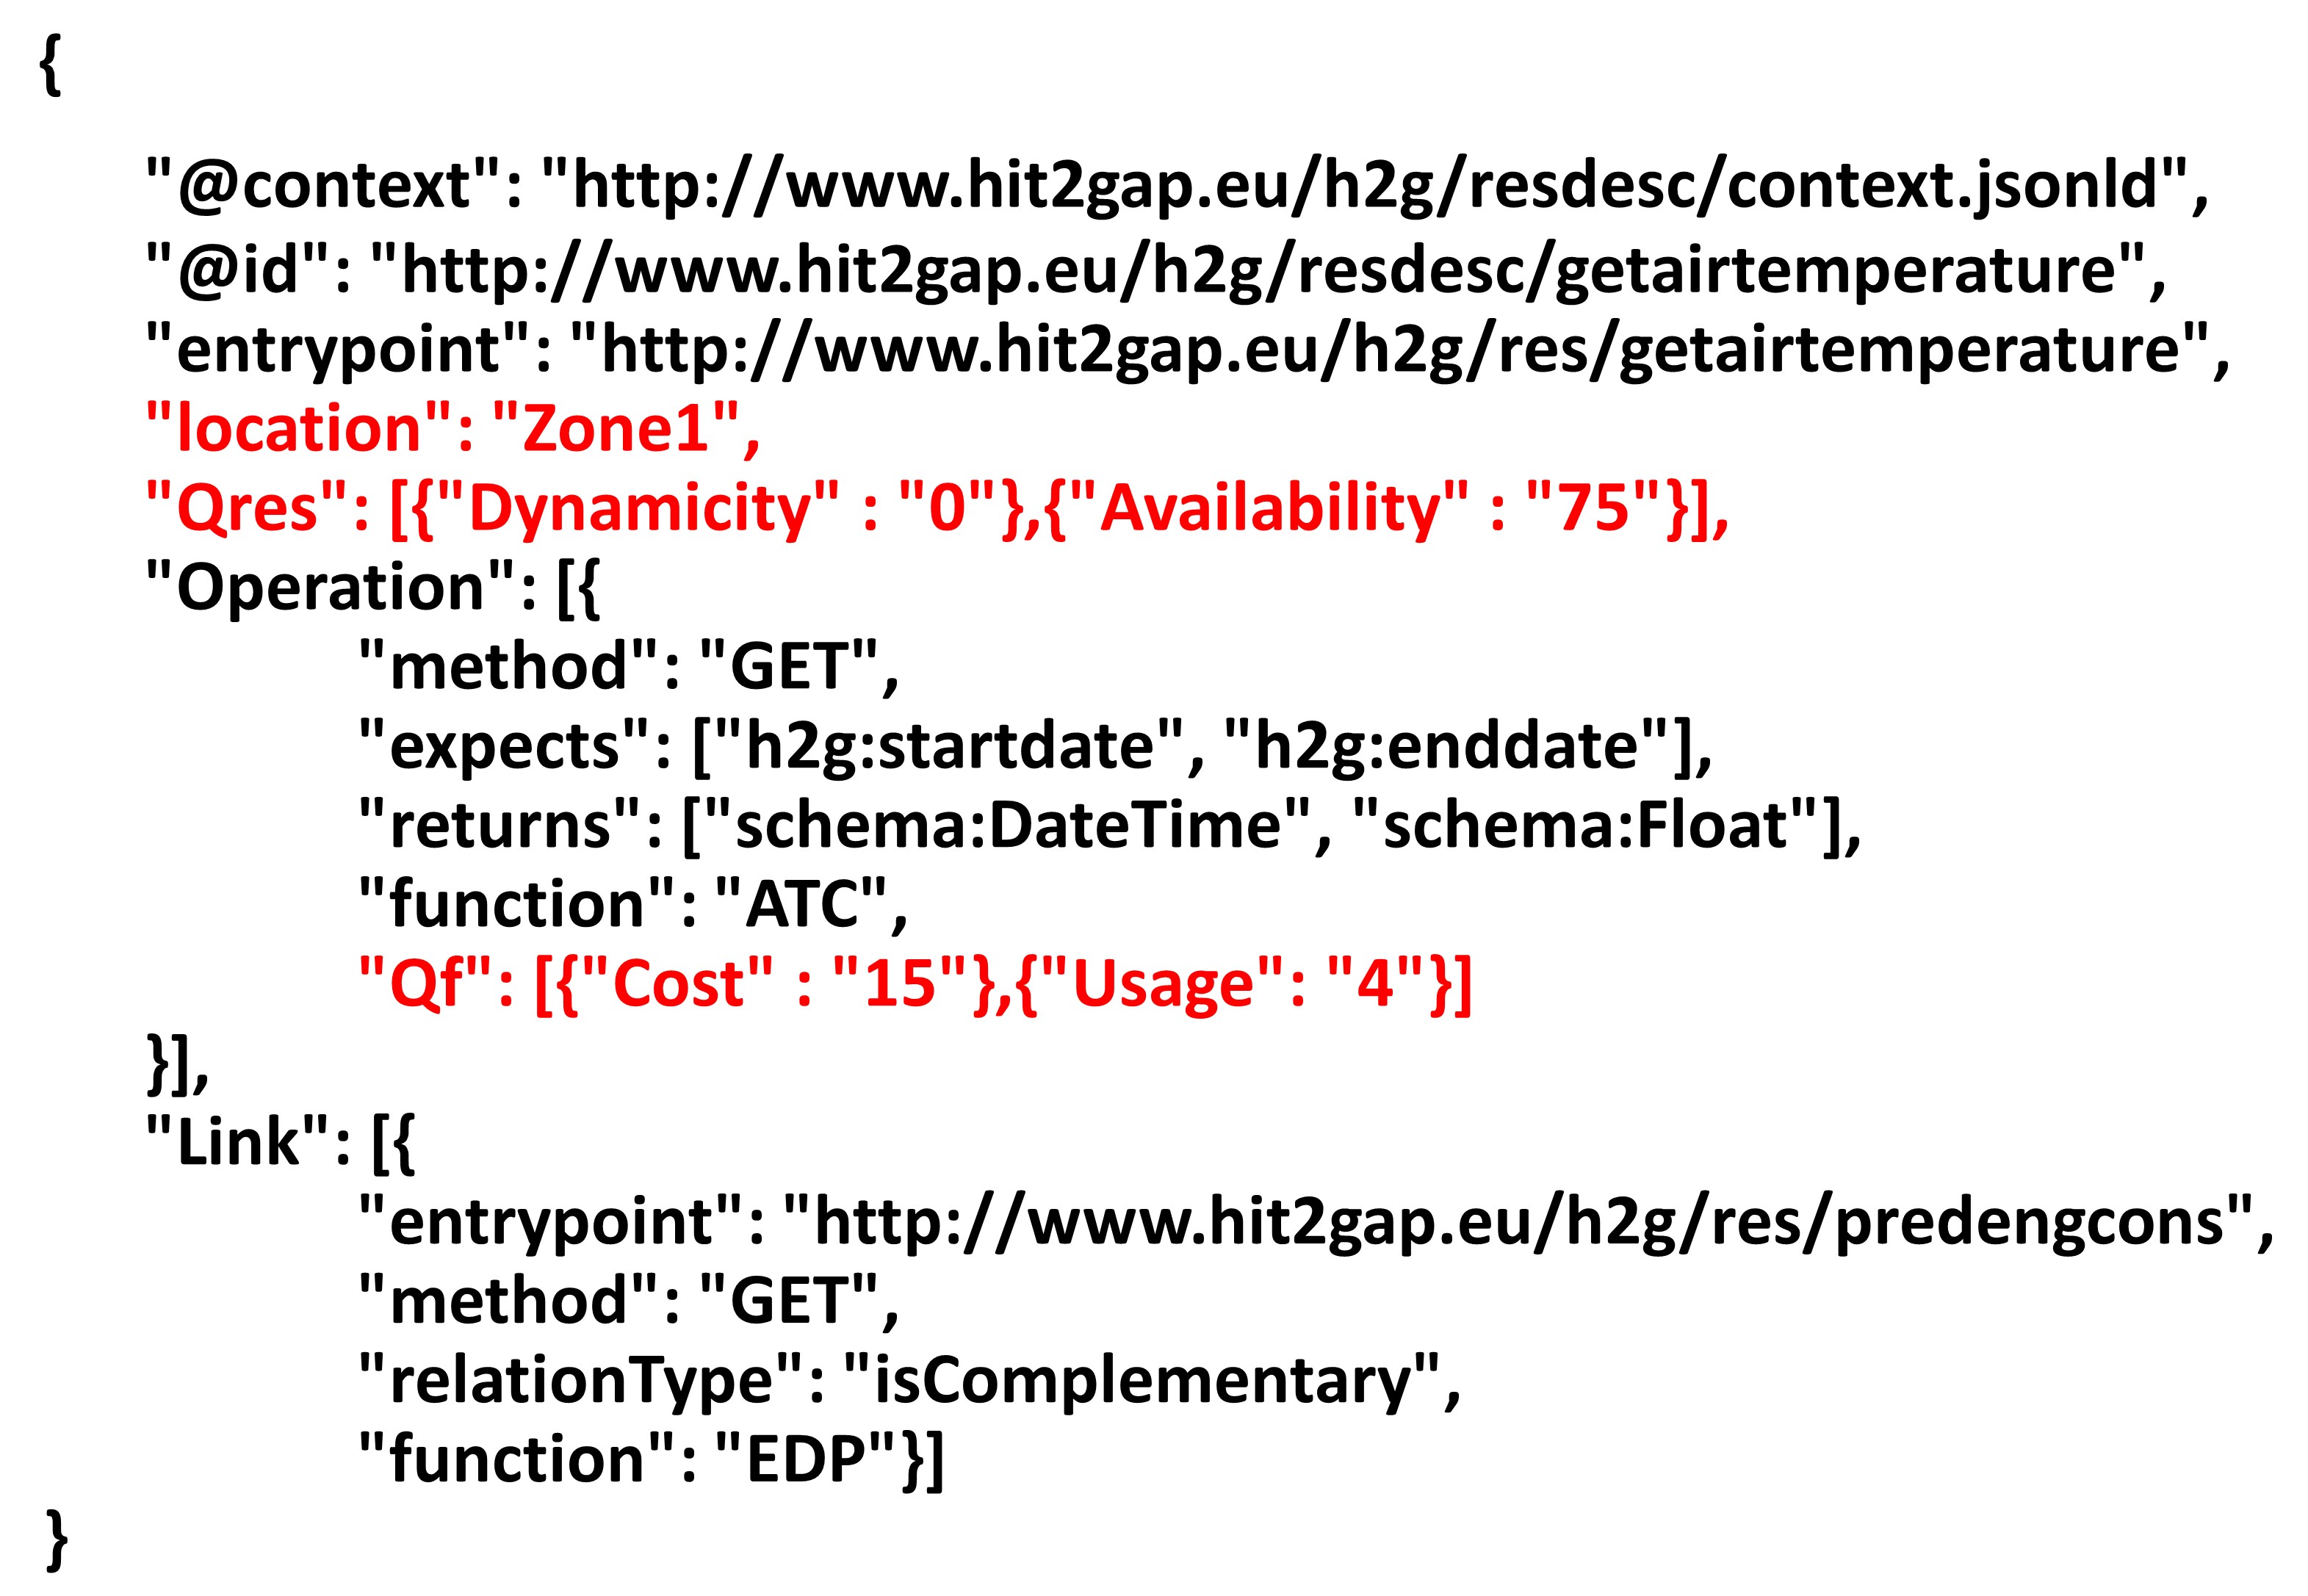 {
"@context": "http://www.hit2gap.eu/h2g/resdesc/context.jsonld",
"@id": "http://www.hit2gap.eu/h2g/resdesc/getairtemperature",
"entrypoint": "http://www.hit2gap.eu/h2g/res/getairtemperature",
"location": "Zone1",
"Qres": [{"Dynamicity" : "0"},{"Availability" : "75"}],
"Operation": [{
"method": "GET",
"expects": ["h2g:startdate", "h2g:enddate"],
"returns": ["schema:DateTime", "schema:Float"],
"function": "ATC",
"Qf": [{"Cost" : "15"},{"Usage": "4"}]
}],
"Link": [{
"entrypoint": "http://www.hit2gap.eu/h2g/res/predengcons",
"method": "GET",
"relationType": "isComplementary",
"function": "EDP"}]
}